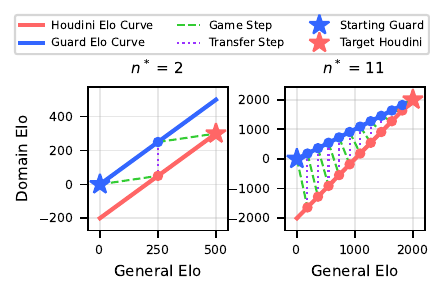 Houdini Elo Curve
Guard Elo Curve
Game Step
Transfer Step
Starting Guard
Target Houdini
n* = 2
n* = 11
Domain Elo
400
200
0
−200
0
250
500
General Elo
2000
1000
0
−1000
−2000
0
1000
2000
General Elo